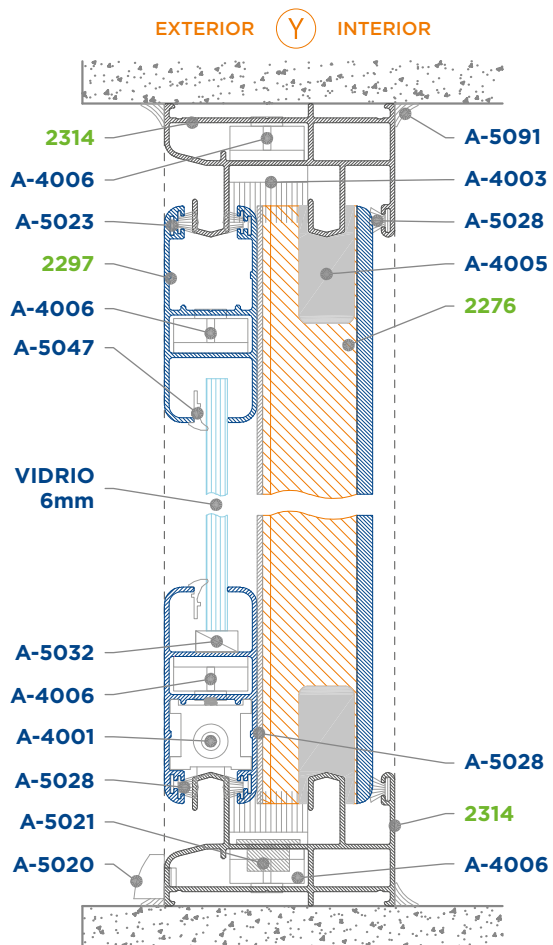 EXTERIOR Y INTERIOR
2314
A-5091
A-4006
A-4003
A-5023
A-5028
2297
A-4005
A-4006
2276
A-5047
VIDRIO
6mm
A-5032
A-4006
A-4001
A-5028
A-5028
2314
A-5021
A-5020
A-4006